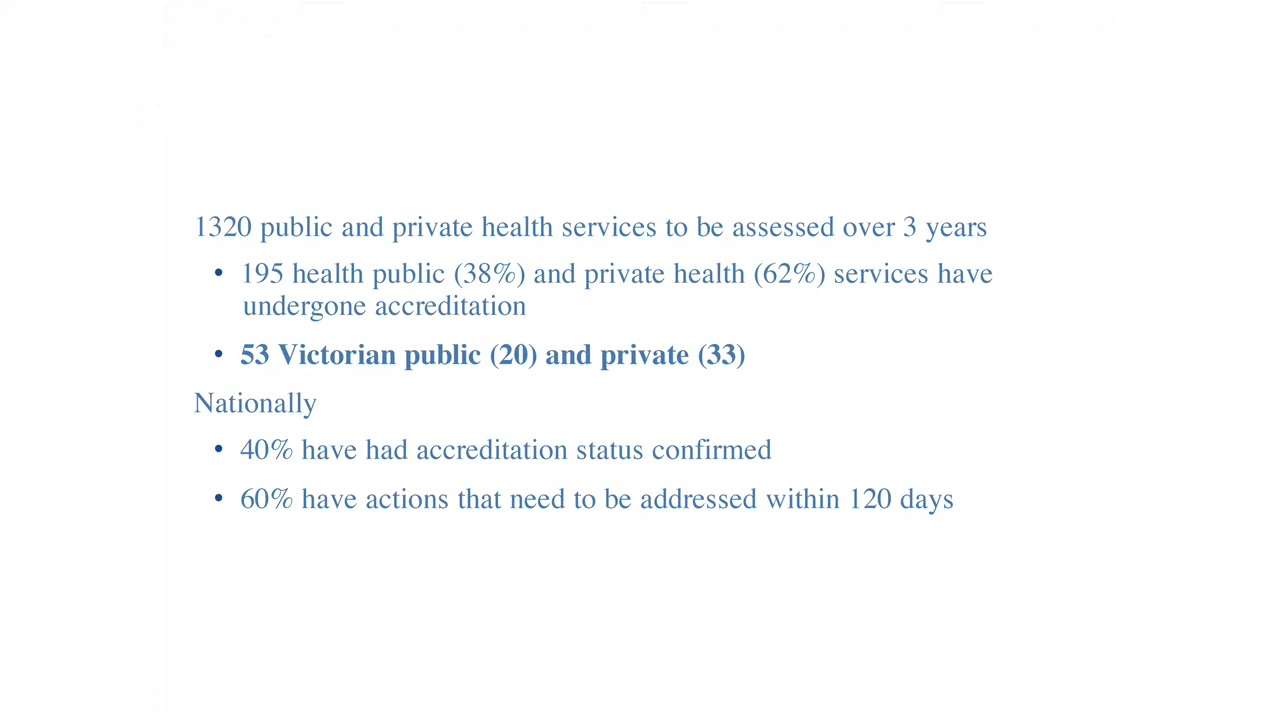 1320 public and private health services to be assessed over 3 years
• 195 health public (38%) and private health (62%) services have
undergone accreditation
• 53 Victorian public (20) and private (33)
Nationally
• 40% have had accreditation status confirmed
• 60% have actions that need to be addressed within 120 days